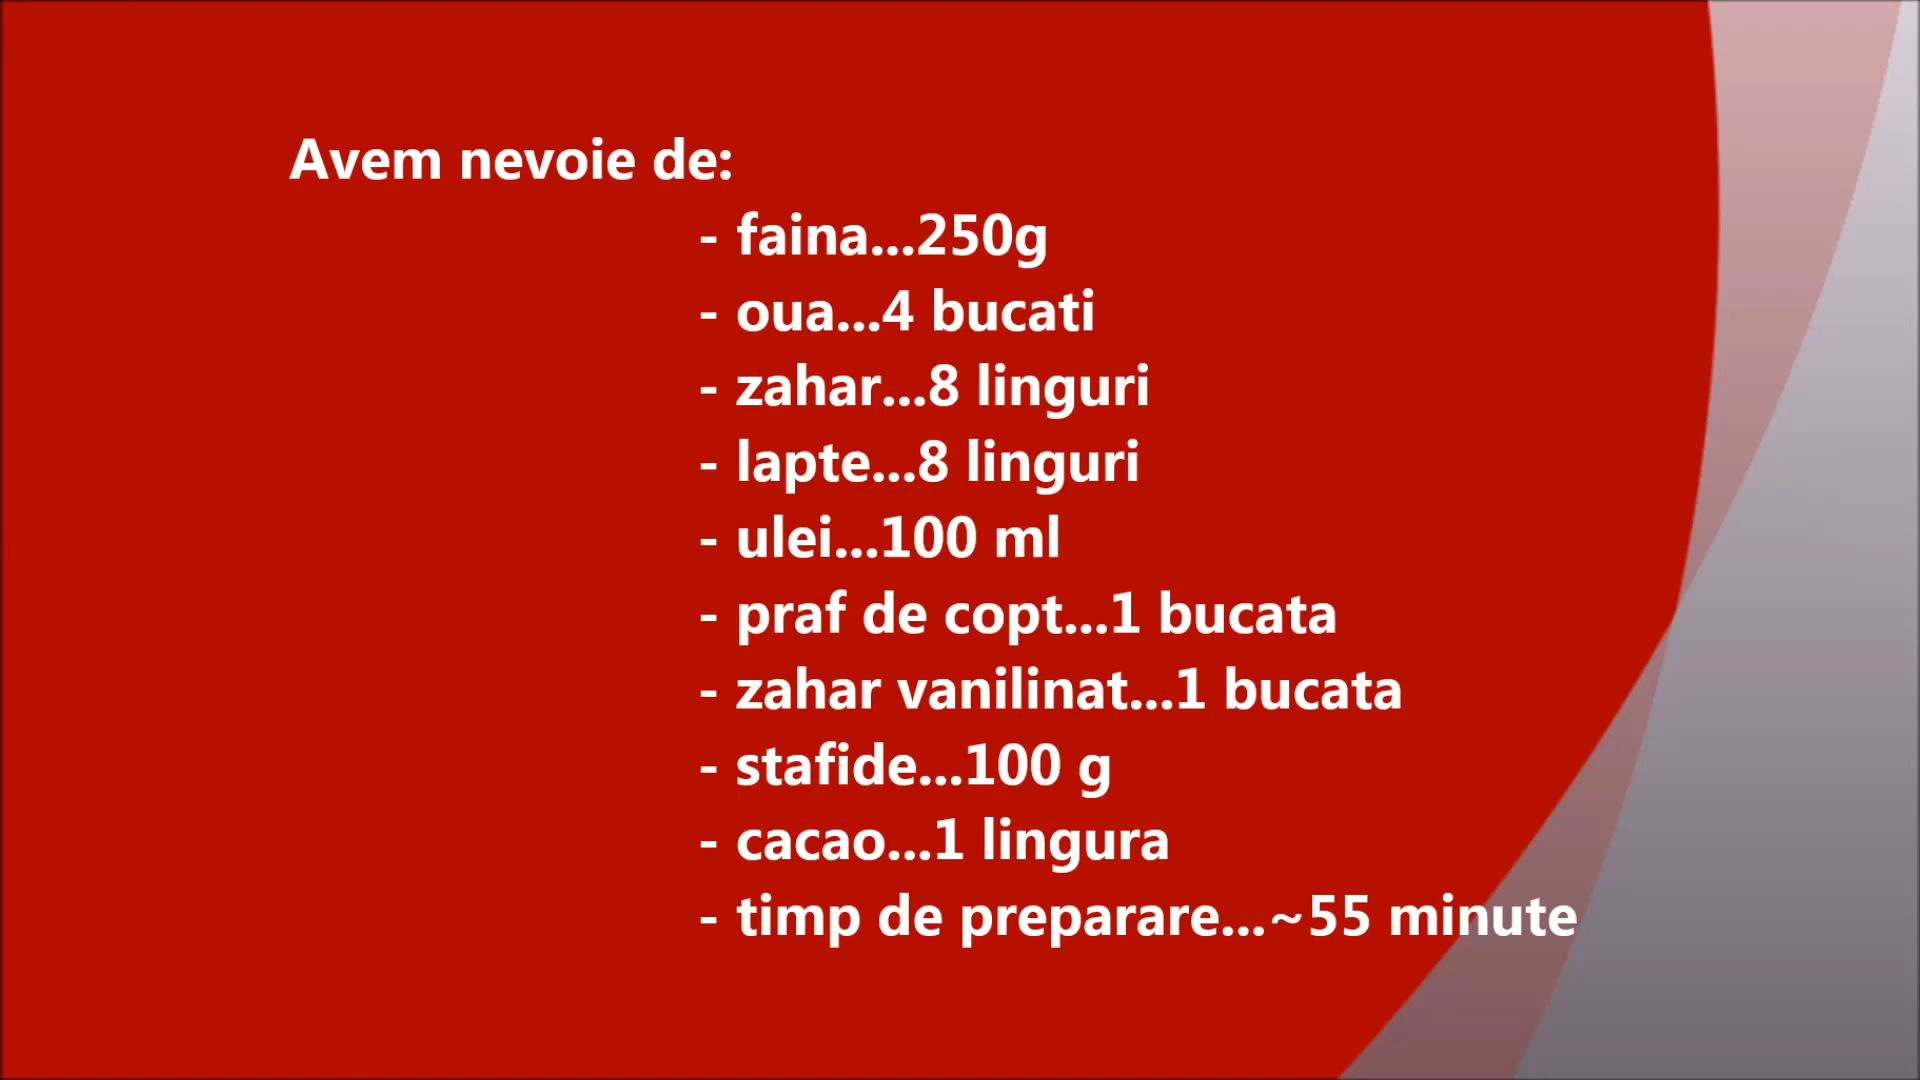 Avem nevoie de:
- faina...250g
- oua...4 bucati
- zahar...8 linguri
- lapte...8 linguri
- ulei...100 ml
- praf de copt...1 bucata
- zahar vanilinat...1 bucata
- stafide...100 g
- cacao...1 lingura
- timp de preparare...~55 minute